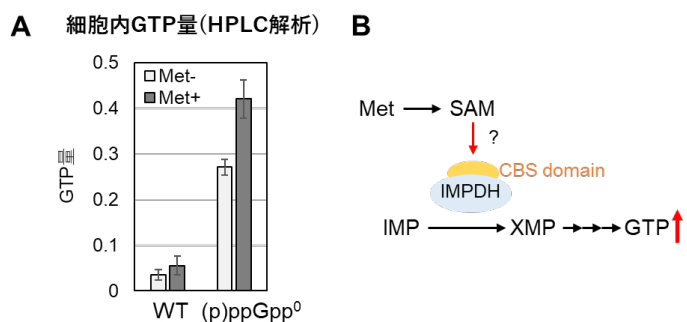 A 細胞内GTP量(HPLC解析)
0.5
0.4
0.3
0.2
0.1
0
GTP量
Met-
Met+
WT (p)ppGpp⁰
B
Met SAM
?
CBS domain
IMPDH
IMP XMP GTP